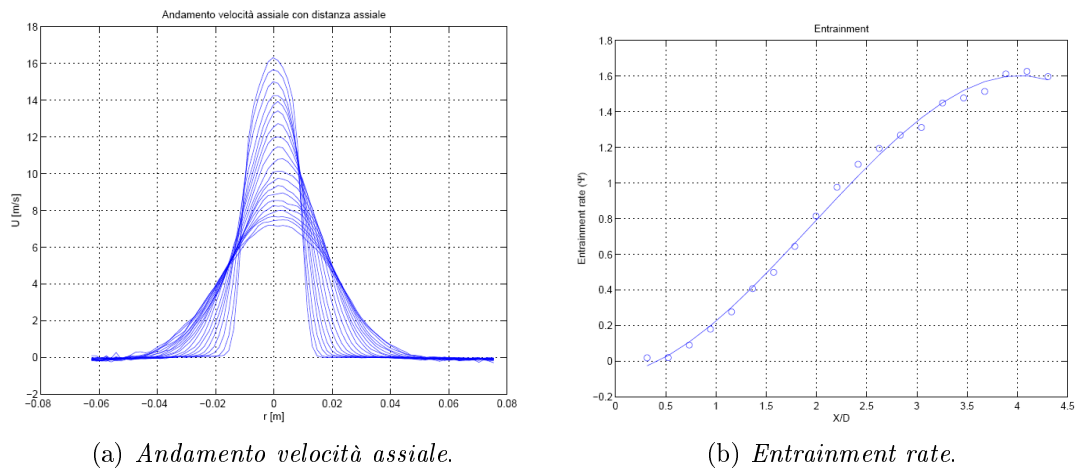 Andamento velocità assiale con distanza assiale
18
16
14
12
10
8
6
4
2
0
−2
U [m/s]
−0.08 −0.06 −0.04 −0.02 0 0.02 0.04 0.06 0.08
r [m]
(a) Andamento velocità assiale.
Entrainment
1.8
1.6
1.4
1.2
1
0.8
0.6
0.4
0.2
0
−0.2
Entrainment rate (Ψ)
0 0.5 1 1.5 2 2.5 3 3.5 4 4.5
X/D
(b) Entrainment rate.